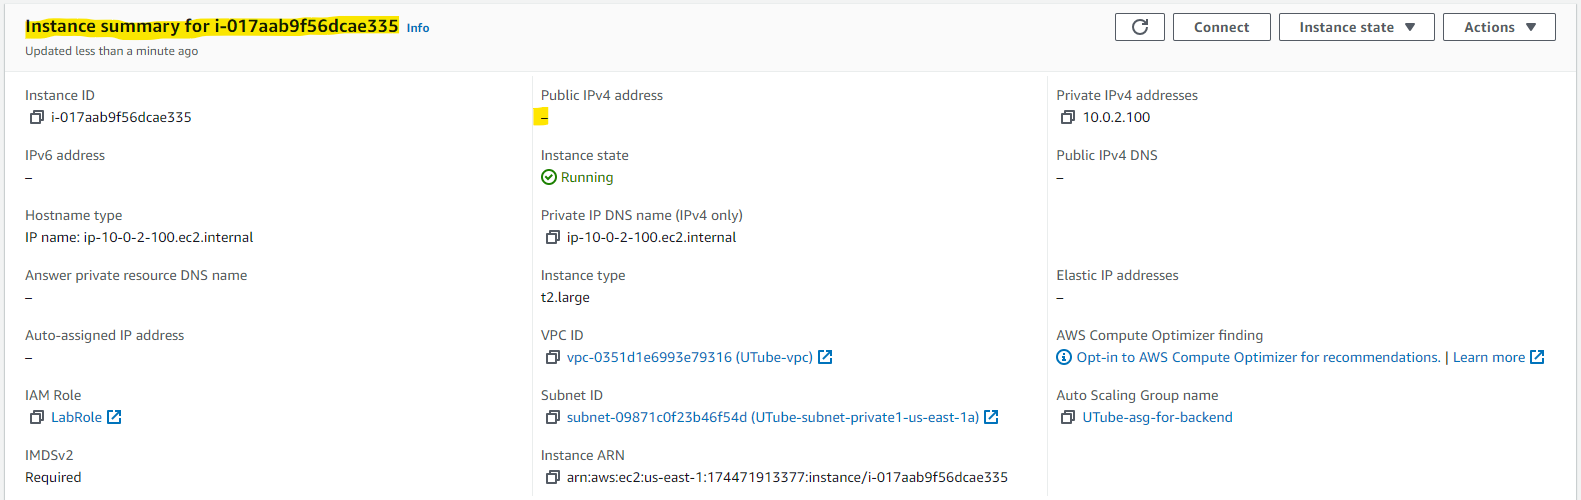 Instance summary for i-017aab9f56dcae335 Info
Updated less than a minute ago
Connect
Instance state
Actions
Instance ID
i-017aab9f56dcae335
Public IPv4 address
–
Private IPv4 addresses
10.0.2.100
IPv6 address
–
Instance state
Running
Public IPv4 DNS
–
Hostname type
IP name: ip-10-0-2-100.ec2.internal
Private IP DNS name (IPv4 only)
ip-10-0-2-100.ec2.internal
Answer private resource DNS name
–
Instance type
t2.large
Elastic IP addresses
–
Auto-assigned IP address
–
VPC ID
vpc-0351d1e6993e79316 (UTube-vpc)
AWS Compute Optimizer finding
Opt-in to AWS Compute Optimizer for recommendations. | Learn more
IAM Role
LabRole
Subnet ID
subnet-09871c0f23b46f54d (UTube-subnet-private1-us-east-1a)
Auto Scaling Group name
UTube-asg-for-backend
IMDSv2
Required
Instance ARN
arn:aws:ec2:us-east-1:174471913377:instance/i-017aab9f56dcae335